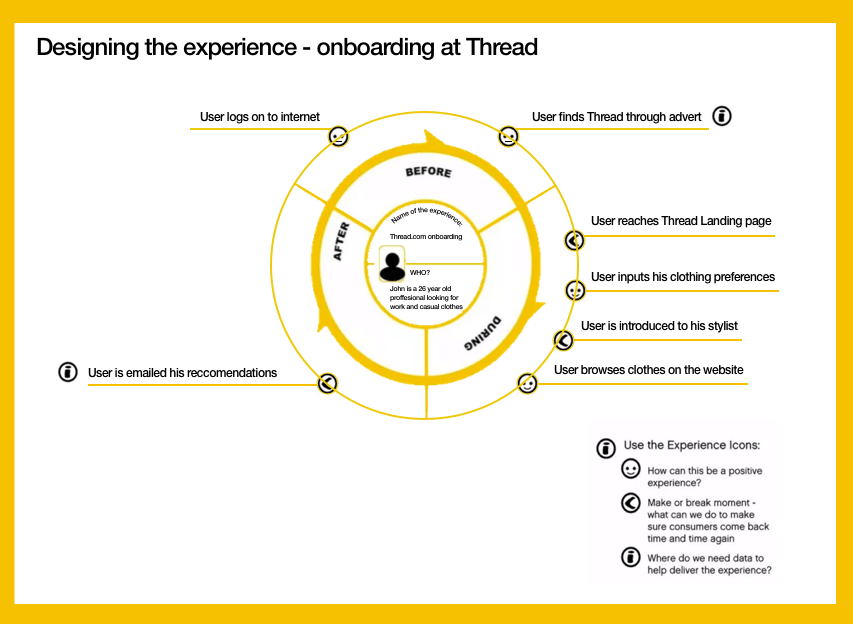 Designing the experience - onboarding at Thread
User logs on to internet
User finds Thread through advert
BEFORE
User reaches Thread Landing page
Name of the experience:
AFTER
Thread.com onboarding
WHO?
User inputs his clothing preferences
John is a 26 year old
proffesional looking for
work and casual clothes
DURING
User is introduced to his stylist
User is emailed his reccomendations
User browses clothes on the website
Use the Experience Icons:
How can this be a positive
experience?
Make or break moment -
what can we do to make
sure consumers come back
time and time again
Where do we need data to
help deliver the experience?